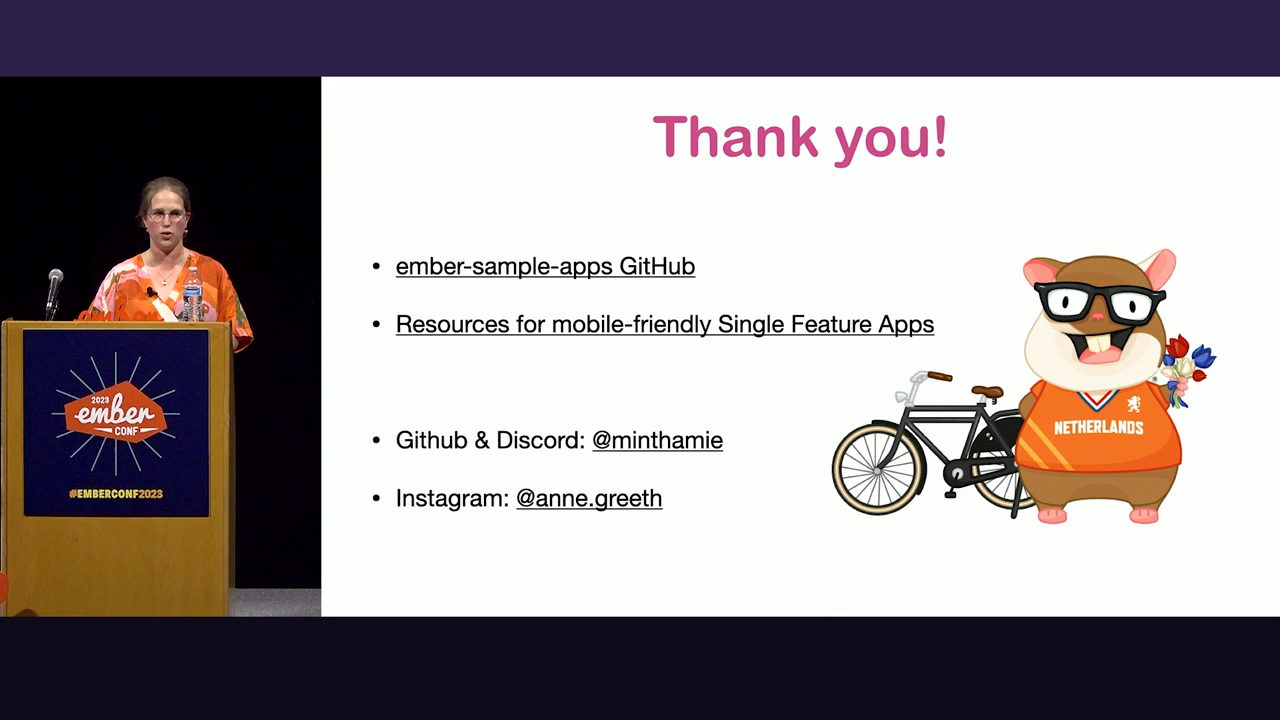 Thank you!
• ember-sample-apps GitHub
• Resources for mobile-friendly Single Feature Apps
• Github & Discord: @minthamie
• Instagram: @anne.greeth
NETHERLANDS
2023
ember
CONF
#EMBERCONF2023